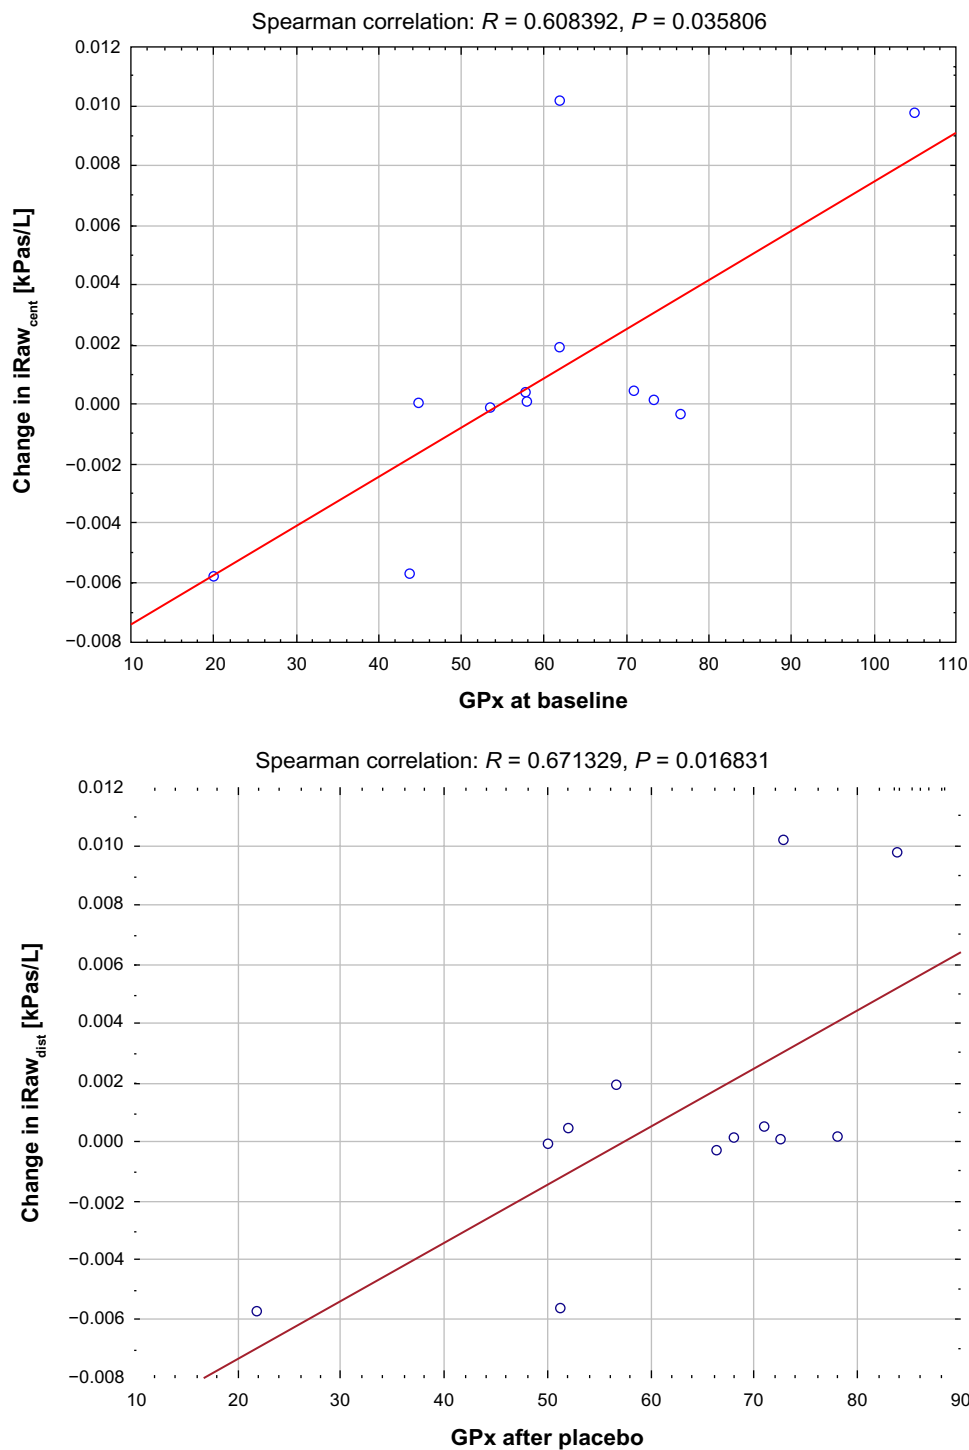 Spearman correlation: R = 0.608392, P = 0.035806
0.012
0.010
0.008
0.006
0.004
0.002
0.000
−0.002
−0.004
−0.006
−0.008
Change in iRaw_cent [kPas/L]
10 20 30 40 50 60 70 80 90 100 110
GPx at baseline
Spearman correlation: R = 0.671329, P = 0.016831
0.012
0.010
0.008
0.006
0.004
0.002
0.000
−0.002
−0.004
−0.006
−0.008
Change in iRaw_dist [kPas/L]
10 20 30 40 50 60 70 80 90
GPx after placebo